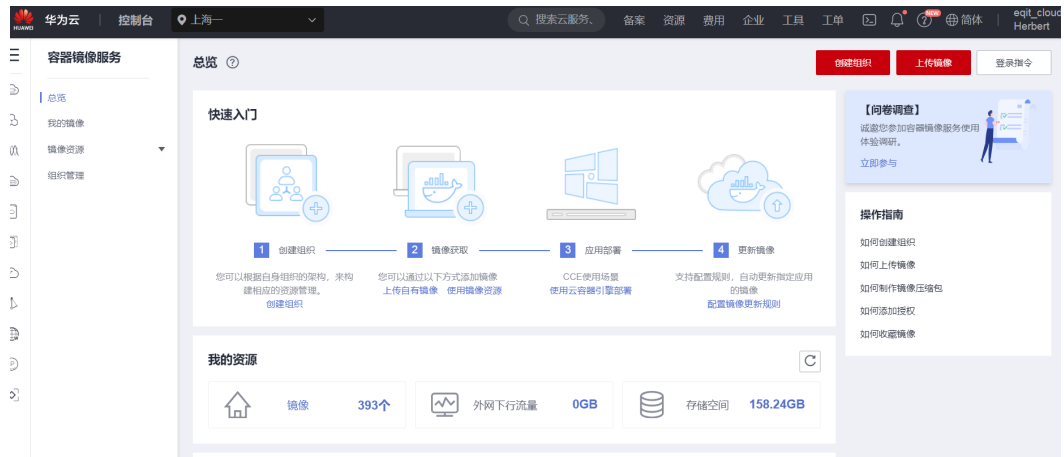 HUAWEI
华为云 控制台 上海一 搜索云服务、 备案 资源 费用 企业 工具 工单 NEW 简体 eqit_cloud
Herbert
容器镜像服务
总览
我的镜像
镜像资源
组织管理
总览
创建组织 上传镜像 登录指令
快速入门
1 创建组织 2 镜像获取 3 应用部署 4 更新镜像
您可以根据自身组织的架构，来构
建相应的资源管理。
创建组织
您可以通过以下方式添加镜像
上传自有镜像 使用镜像资源
CCE使用场景
使用云容器引擎部署
支持配置规则，自动更新指定应用
的镜像
配置镜像更新规则
我的资源
镜像 393个 外网下行流量 0GB 存储空间 158.24GB
【问卷调查】
诚邀您参加容器镜像服务使用
体验调研。
立即参与
操作指南
如何创建组织
如何上传镜像
如何制作镜像压缩包
如何添加授权
如何收藏镜像